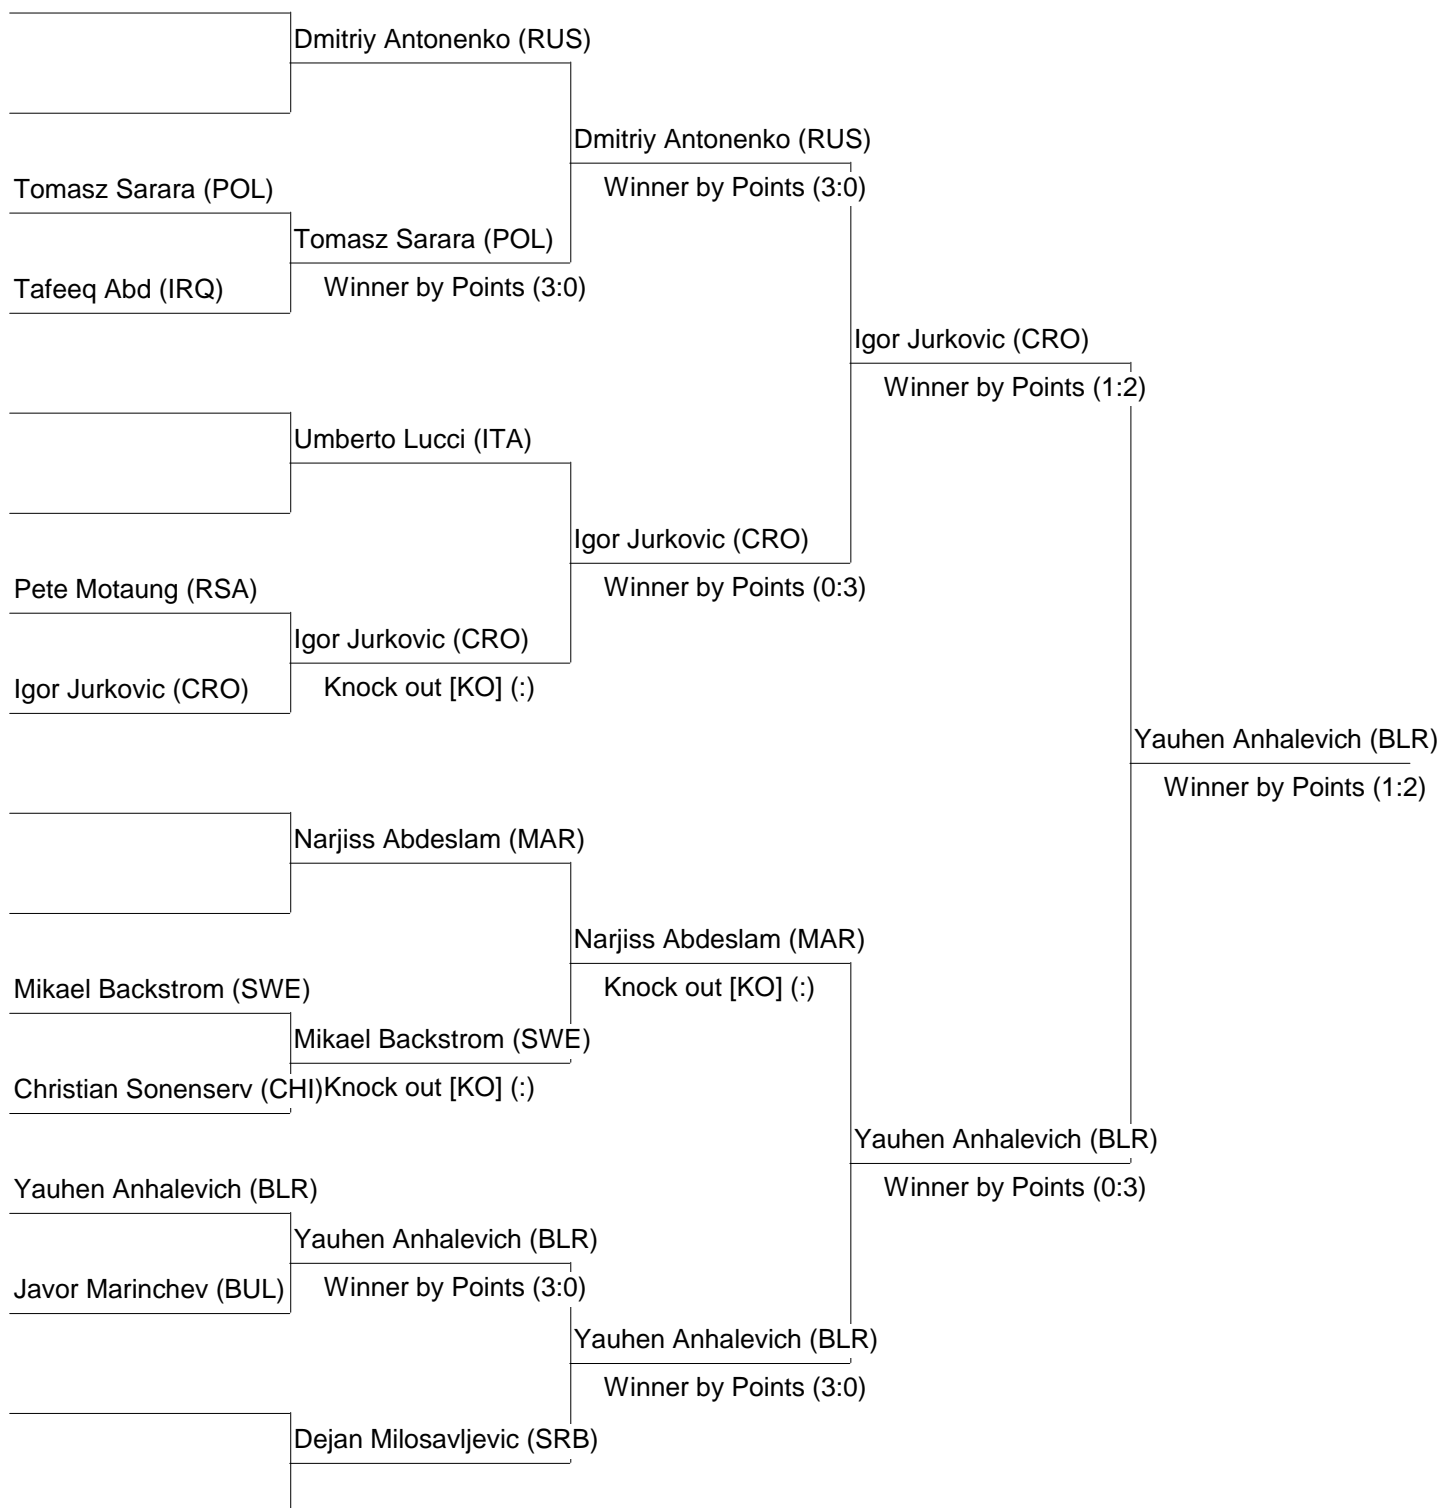 Dmitriy Antonenko (RUS)
Dmitriy Antonenko (RUS)
Winner by Points (3:0)
Tomasz Sarara (POL)
Tomasz Sarara (POL)
Tafeeq Abd (IRQ)
Winner by Points (3:0)
Igor Jurkovic (CRO)
Winner by Points (1:2)
Umberto Lucci (ITA)
Igor Jurkovic (CRO)
Winner by Points (0:3)
Pete Motaung (RSA)
Igor Jurkovic (CRO)
Igor Jurkovic (CRO)
Knock out [KO] (:)
Yauhen Anhalevich (BLR)
Winner by Points (1:2)
Narjiss Abdeslam (MAR)
Narjiss Abdeslam (MAR)
Knock out [KO] (:)
Mikael Backstrom (SWE)
Mikael Backstrom (SWE)
Christian Sonenserv (CHI)
Knock out [KO] (:)
Yauhen Anhalevich (BLR)
Winner by Points (0:3)
Yauhen Anhalevich (BLR)
Yauhen Anhalevich (BLR)
Javor Marinchev (BUL)
Winner by Points (3:0)
Yauhen Anhalevich (BLR)
Winner by Points (3:0)
Dejan Milosavljevic (SRB)